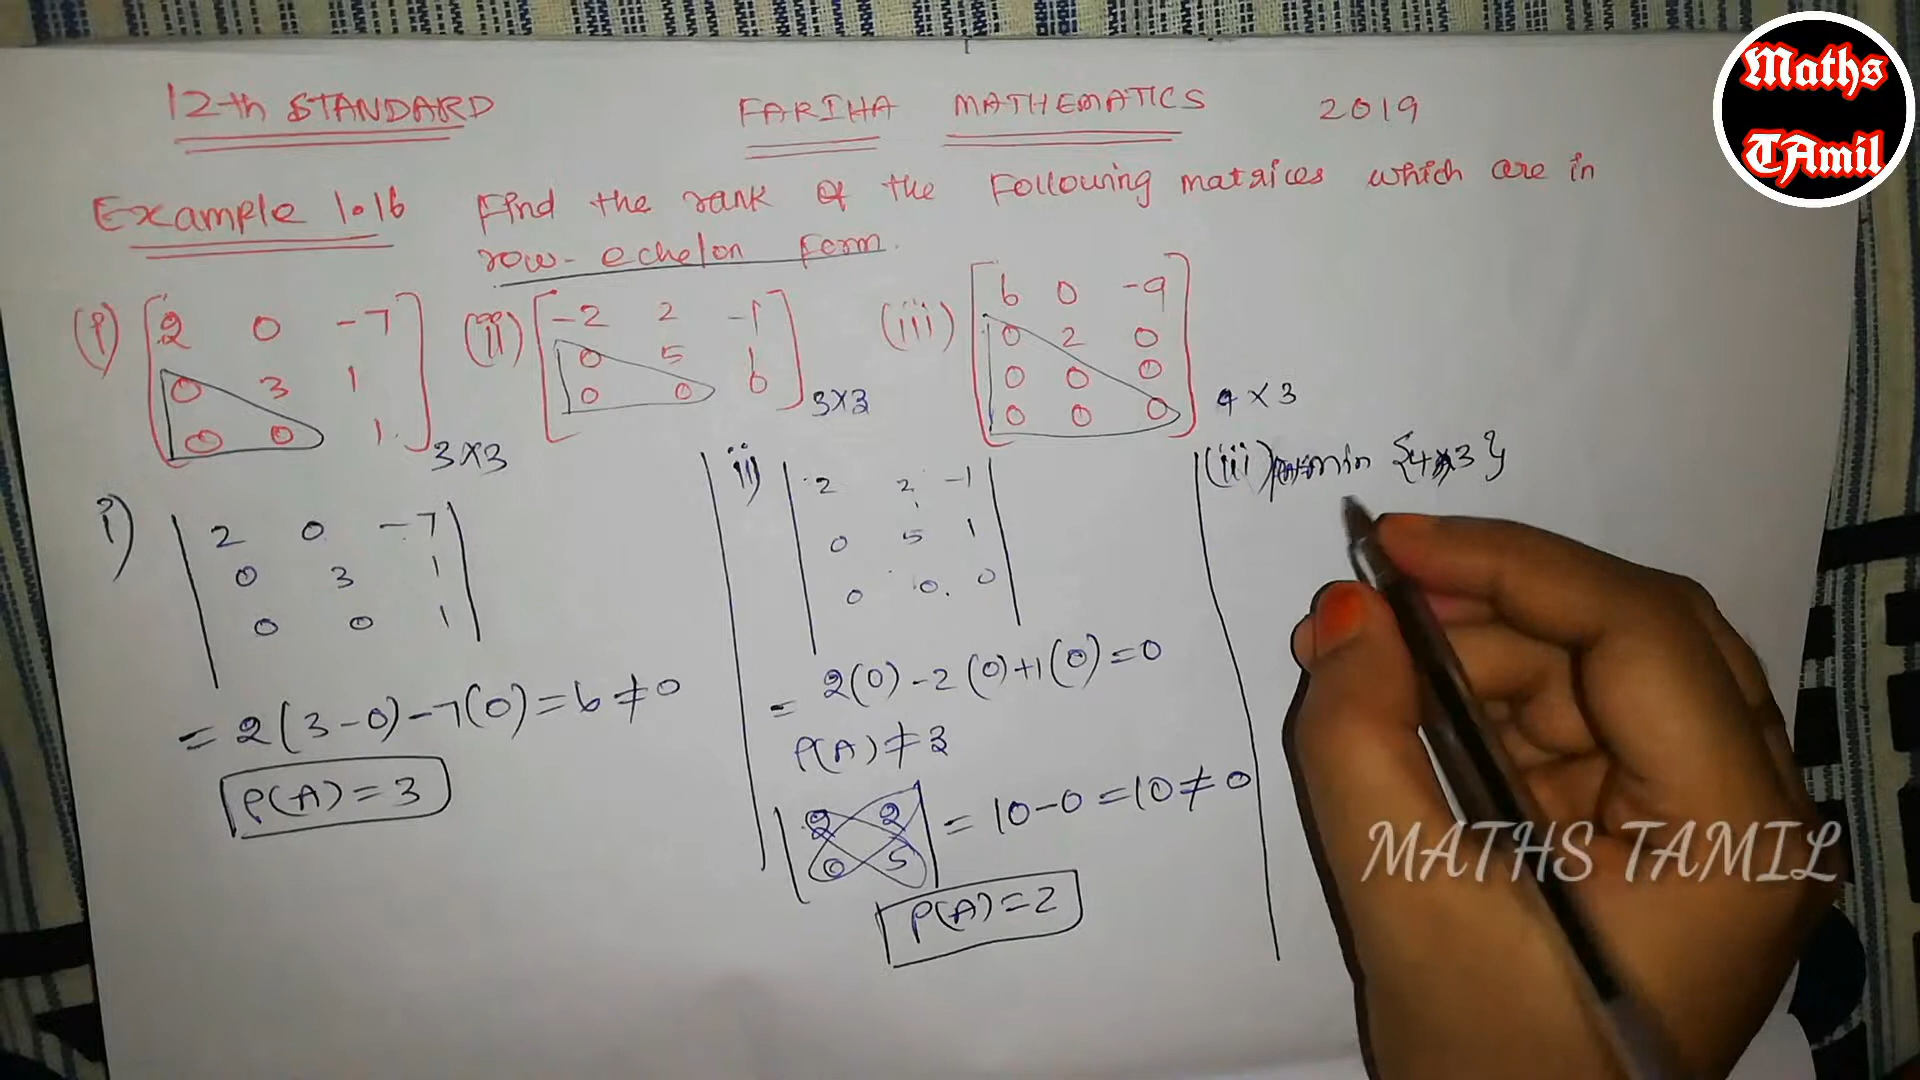 12th STANDARD FARIHA MATHEMATICS 2019
Maths
TAmil
Example 1.16 Find the rank of the Following matrices which are in
row-echelon form.
(i) [2 0 -7
0 3 1
0 0 1] 3×3
(ii) [-2 2 -1
0 5 1
0 0 6] 3×3
(iii) [6 0 -9
0 2 0
0 0 0
0 0 0] 4×3
i) |2 0 -7
0 3 1
0 0 1|
= 2(3-0)-7(0)=6≠0
ρ(A)=3
ii) |2 2 -1
0 5 1
0 0 0|
= 2(0)-2(0)+1(0)=0
ρ(A)≠3
|2 2
0 5| = 10-0=10≠0
ρ(A)=2
(iii) min {4,3}
MATHS TAMIL